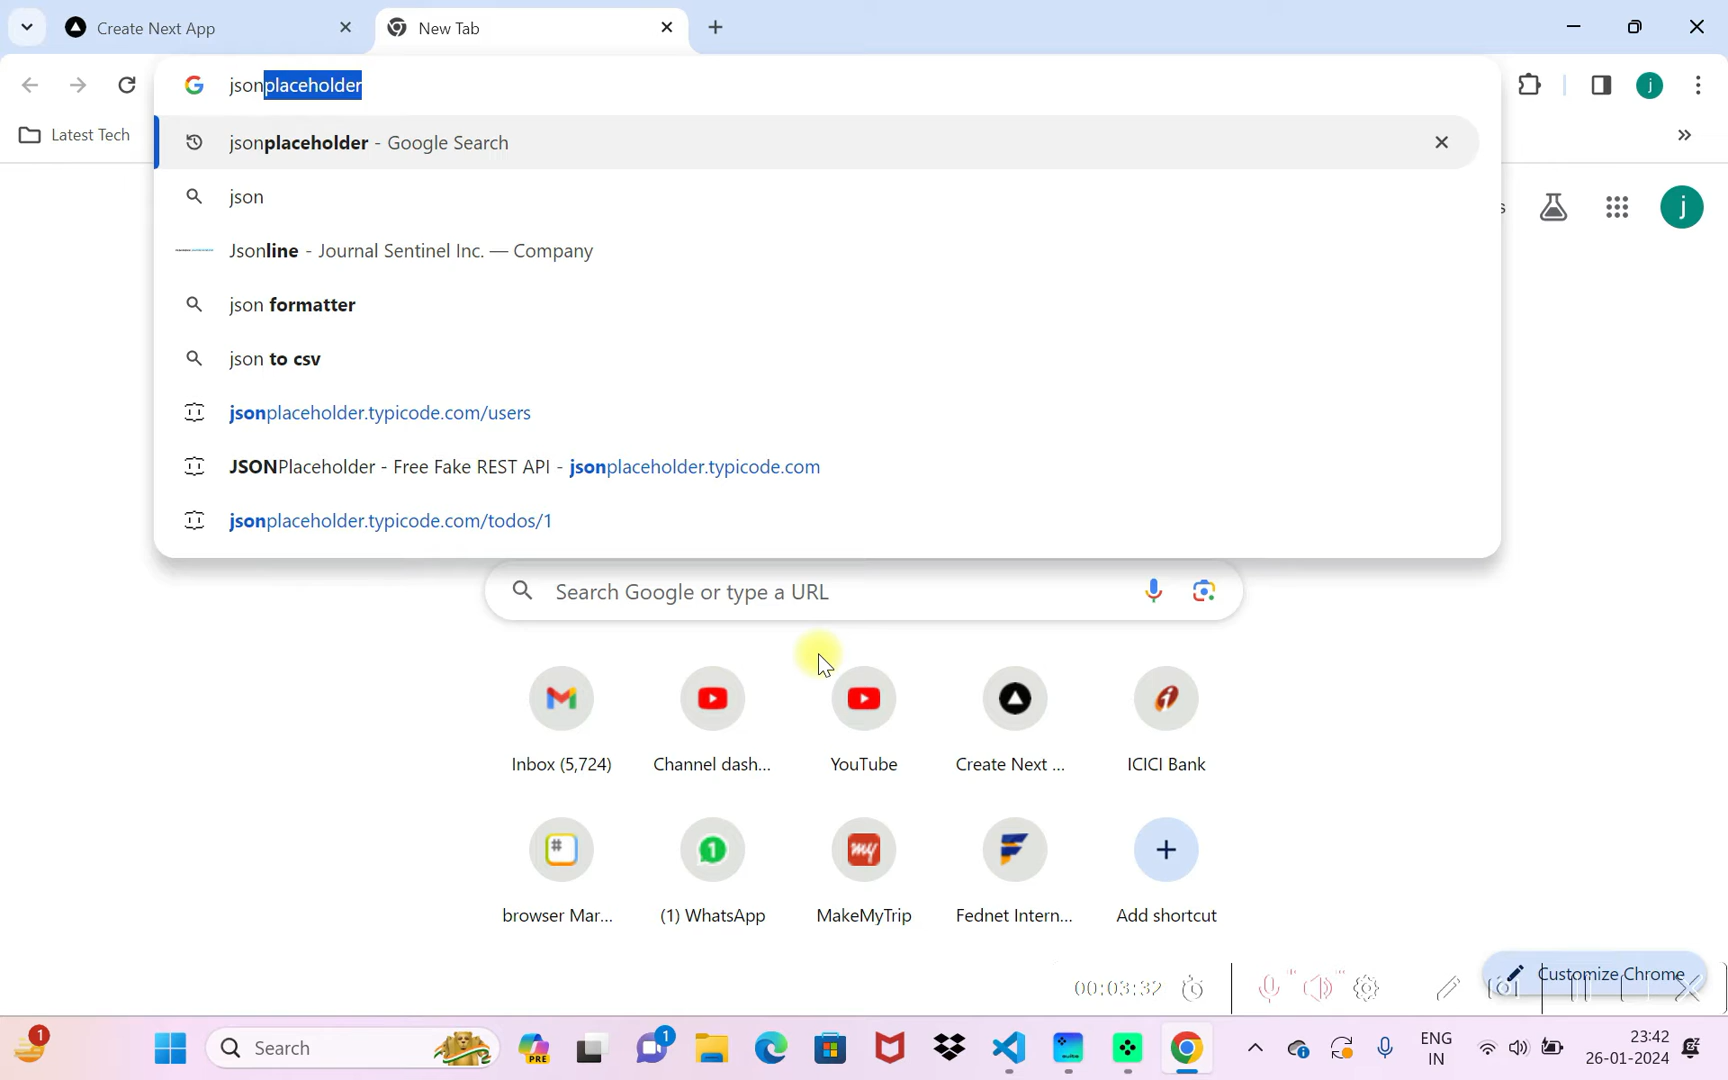 Create Next App
New Tab
jsonplaceholder
Latest Tech
jsonplaceholder - Google Search
json
Jsonline - Journal Sentinel Inc. — Company
json formatter
json to csv
jsonplaceholder.typicode.com/users
JSONPlaceholder - Free Fake REST API - jsonplaceholder.typicode.com
jsonplaceholder.typicode.com/todos/1
j
s
j
Search Google or type a URL
Inbox (5,724)
Channel dash...
YouTube
Create Next ...
ICICI Bank
browser Mar...
(1) WhatsApp
MakeMyTrip
Fednet Intern...
Add shortcut
Customize Chrome
00:03:32
1
Search
PRE
1
ENG
IN
23:42
26-01-2024